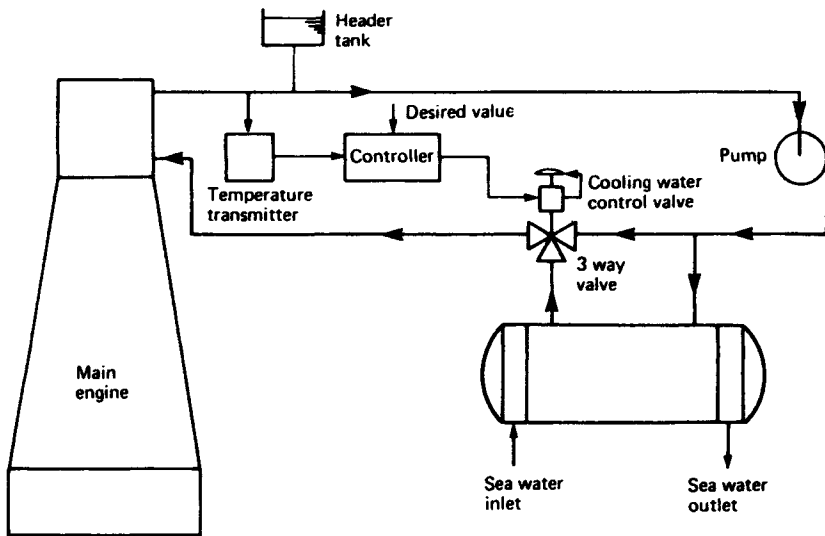 Header
tank
Desired value
Controller
Temperature
transmitter
Pump
Cooling water
control valve
3 way
valve
Main
engine
Sea water
inlet
Sea water
outlet